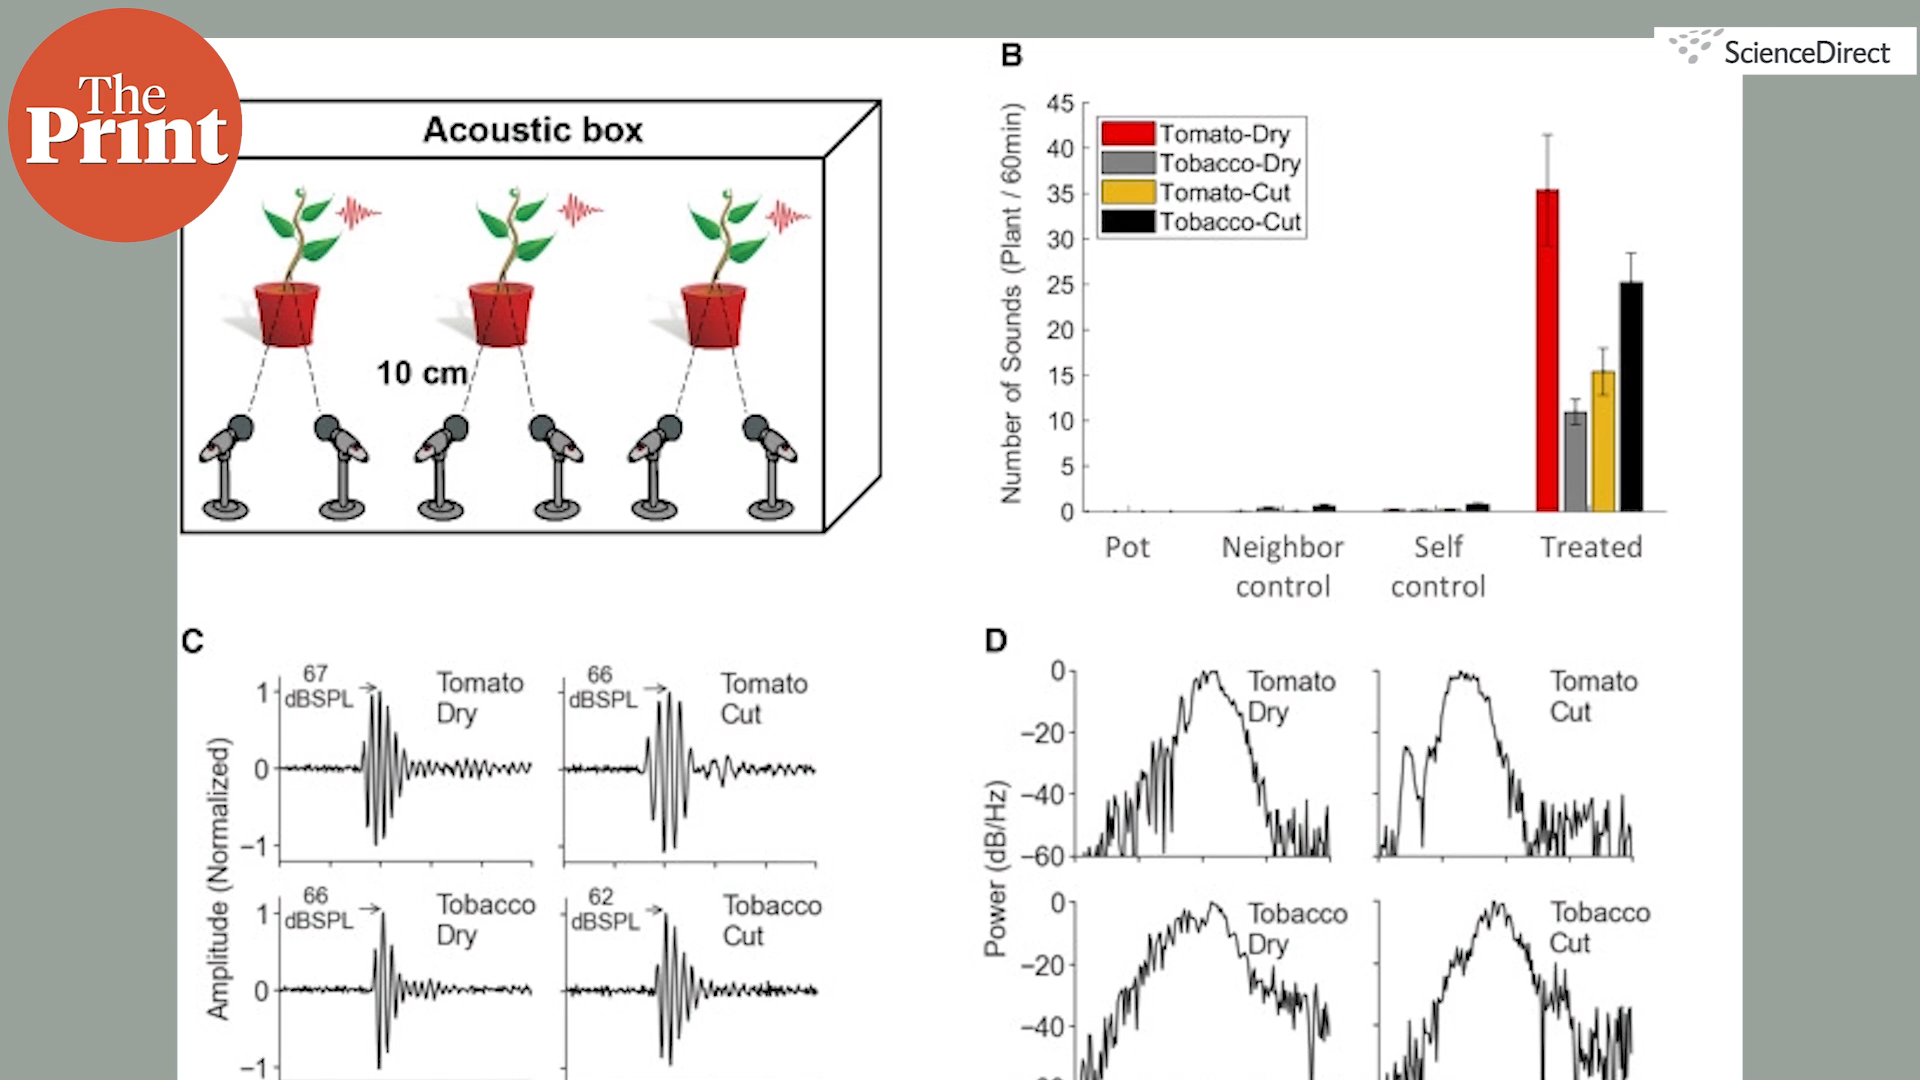 The
Print
ScienceDirect
Acoustic box
10 cm
B
Number of Sounds (Plant / 60min)
45
40
35
30
25
20
15
10
5
0
Tomato-Dry
Tobacco-Dry
Tomato-Cut
Tobacco-Cut
Pot
Neighbor
control
Self
control
Treated
C
Amplitude (Normalized)
1
0
−1
67
dBSPL
Tomato
Dry
66
dBSPL
Tomato
Cut
1
0
−1
66
dBSPL
Tobacco
Dry
62
dBSPL
Tobacco
Cut
D
Power (dB/Hz)
0
−20
−40
−60
Tomato
Dry
Tomato
Cut
0
−20
−40
Tobacco
Dry
Tobacco
Cut